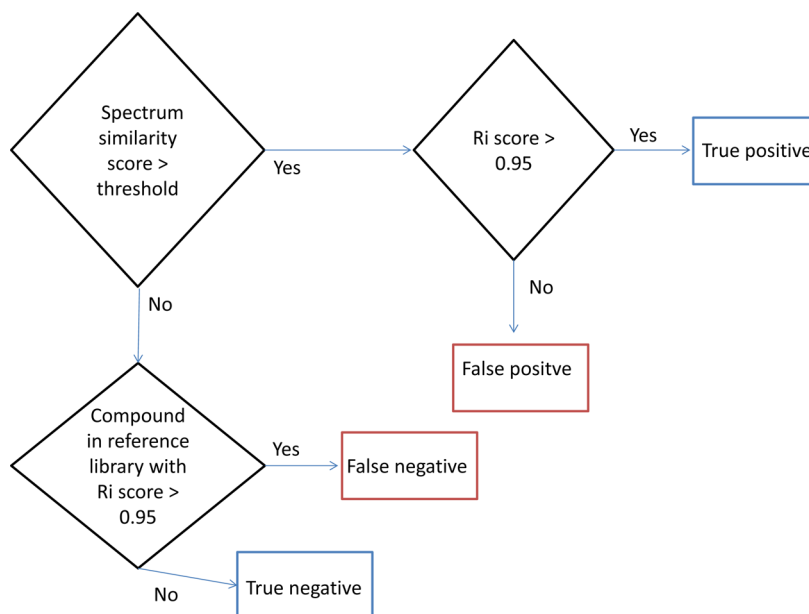 Spectrum
similarity
score >
threshold
Yes
Ri score >
0.95
Yes
True positive
No
False positve
No
Compound
in reference
library with
Ri score >
0.95
Yes
False negative
No
True negative